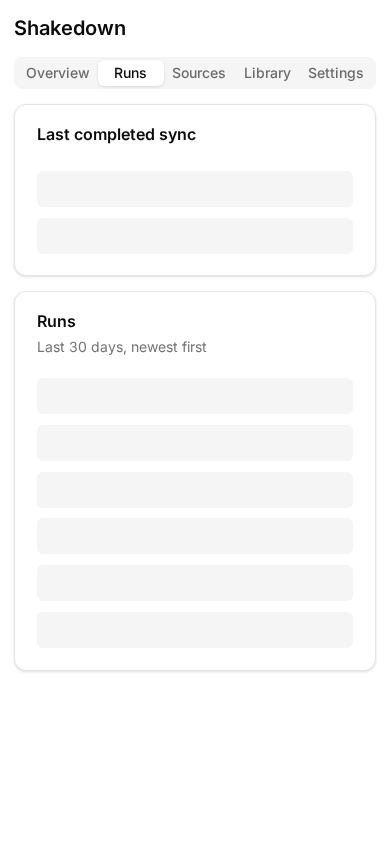 Shakedown
Overview Runs Sources Library Settings
Last completed sync
Runs
Last 30 days, newest first